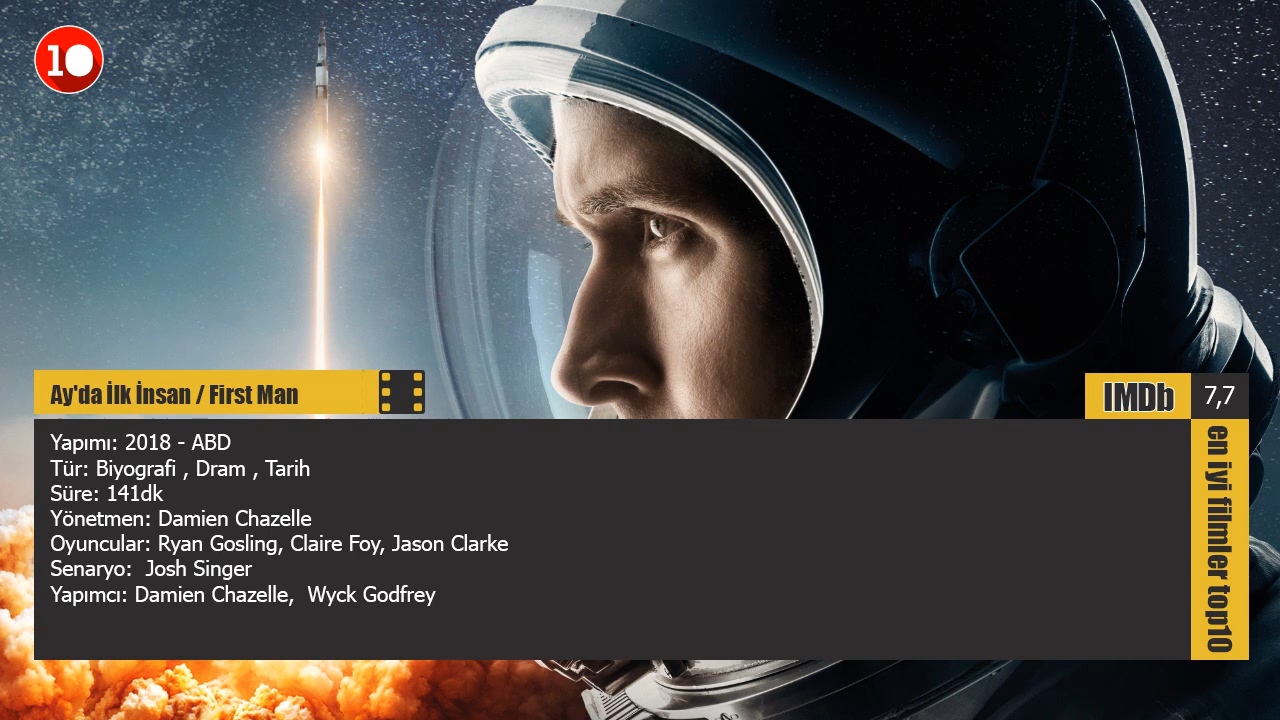 10
Ay'da İlk İnsan / First Man
IMDb 7,7
Yapımı: 2018 - ABD
Tür: Biyografi , Dram , Tarih
Süre: 141dk
Yönetmen: Damien Chazelle
Oyuncular: Ryan Gosling, Claire Foy, Jason Clarke
Senaryo:  Josh Singer
Yapımcı: Damien Chazelle,  Wyck Godfrey
en iyi filmler top10